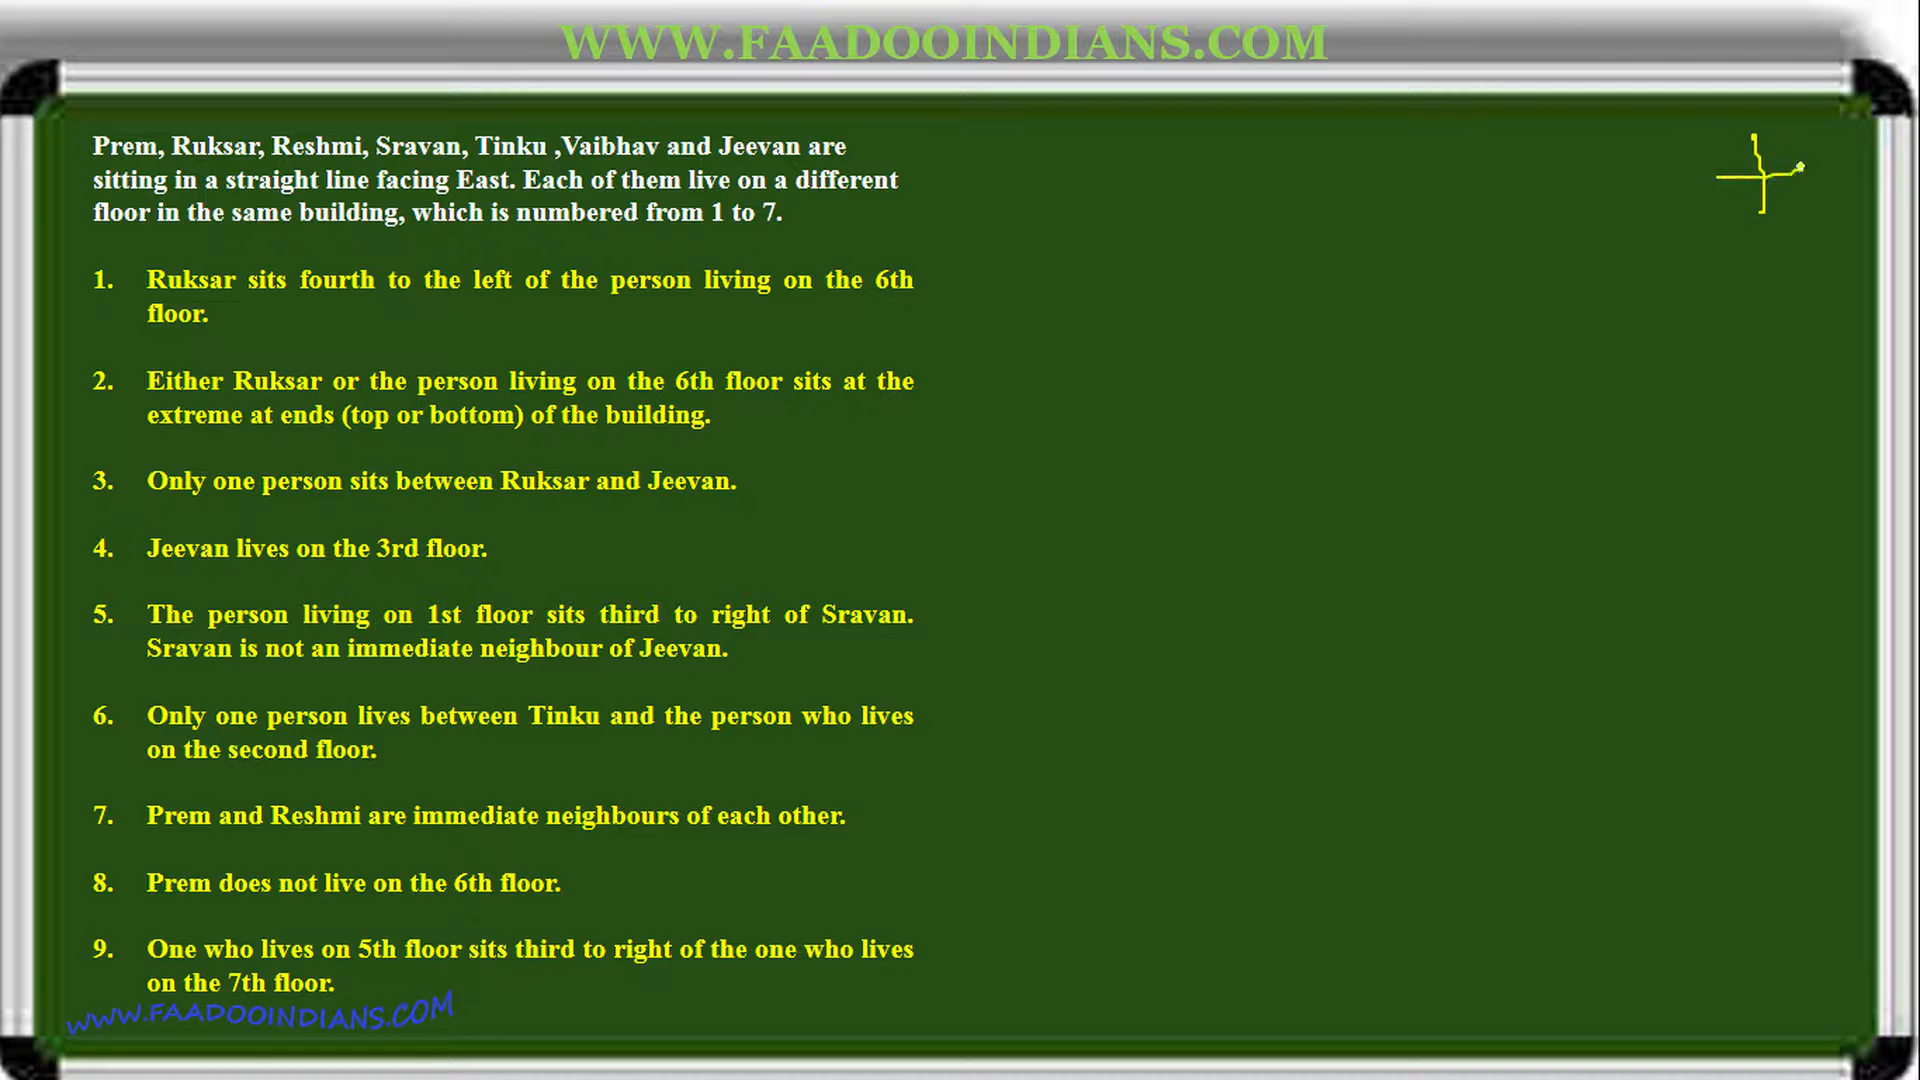 WWW.FAADOOINDIANS.COM
Prem, Ruksar, Reshmi, Sravan, Tinku ,Vaibhav and Jeevan are
sitting in a straight line facing East. Each of them live on a different
floor in the same building, which is numbered from 1 to 7.
1. Ruksar sits fourth to the left of the person living on the 6th
floor.
2. Either Ruksar or the person living on the 6th floor sits at the
extreme at ends (top or bottom) of the building.
3. Only one person sits between Ruksar and Jeevan.
4. Jeevan lives on the 3rd floor.
5. The person living on 1st floor sits third to right of Sravan.
Sravan is not an immediate neighbour of Jeevan.
6. Only one person lives between Tinku and the person who lives
on the second floor.
7. Prem and Reshmi are immediate neighbours of each other.
8. Prem does not live on the 6th floor.
9. One who lives on 5th floor sits third to right of the one who lives
on the 7th floor.
WWW.FAADOOINDIANS.COM